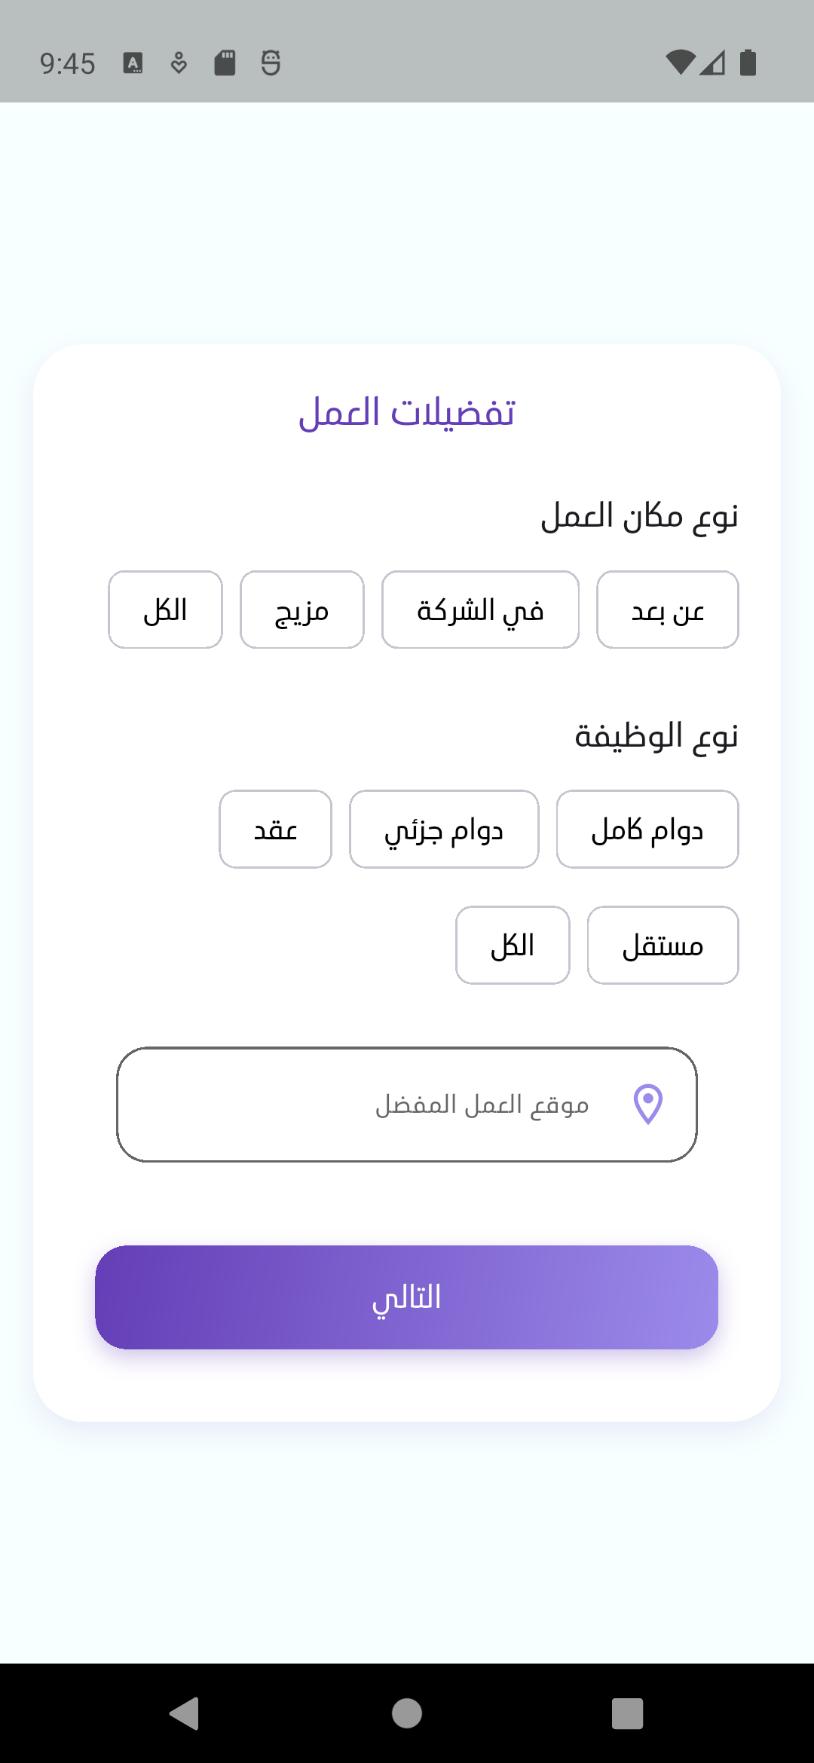 9:45
تفضيلات العمل
نوع مكان العمل
عن بعد في الشركة مزيج الكل
نوع الوظيفة
دوام كامل دوام جزئي عقد
مستقل الكل
موقع العمل المفضل
التالي